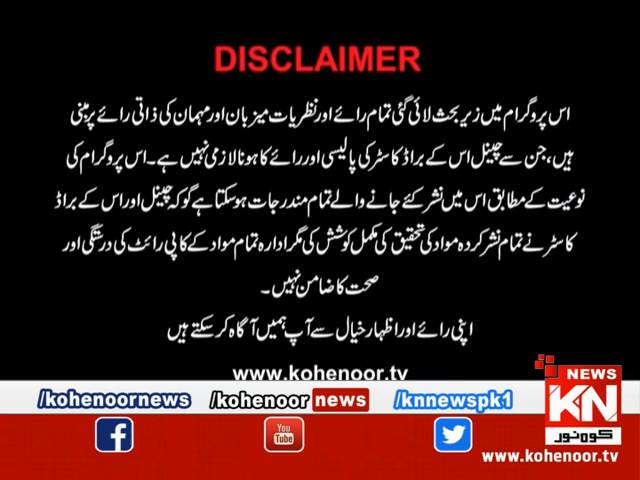 DISCLAIMER
اس پروگرام میں زیر بحث لائی گئی تمام رائے اور نظریات میزبان اور مہمان کی ذاتی رائے پر مبنی
ہیں، جن سے چینل اس کے براڈ کاسٹر کی پالیسی اور رائے کا ہونا لازمی نہیں ہے۔ اس پروگرام کی
نوعیت کے مطابق اس میں نشر کئے جانے والے تمام مندرجات ہو سکتا ہے گو کہ چینل اور اس کے براڈ
کاسٹر نے تمام نشر کردہ مواد کی تحقیق کی مکمل کوشش کی مگر ادارہ تمام مواد کے کاپی رائٹ کی درستگی اور
صحت کا ضامن نہیں۔
اپنی رائے اور اظہار خیال سے آپ ہمیں آگاہ کر سکتے ہیں
www.kohenoor.tv
/kohenoornews
/kohenoor news
/knnewspk1
You Tube
NEWS
KN
کوہ نور
www.kohenoor.tv